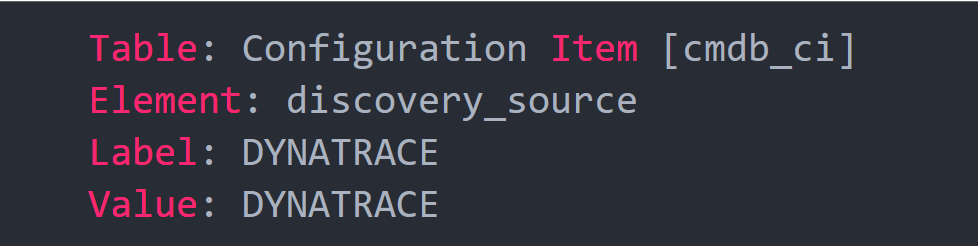 Table: Configuration Item [cmdb_ci]
Element: discovery_source
Label: DYNATRACE
Value: DYNATRACE